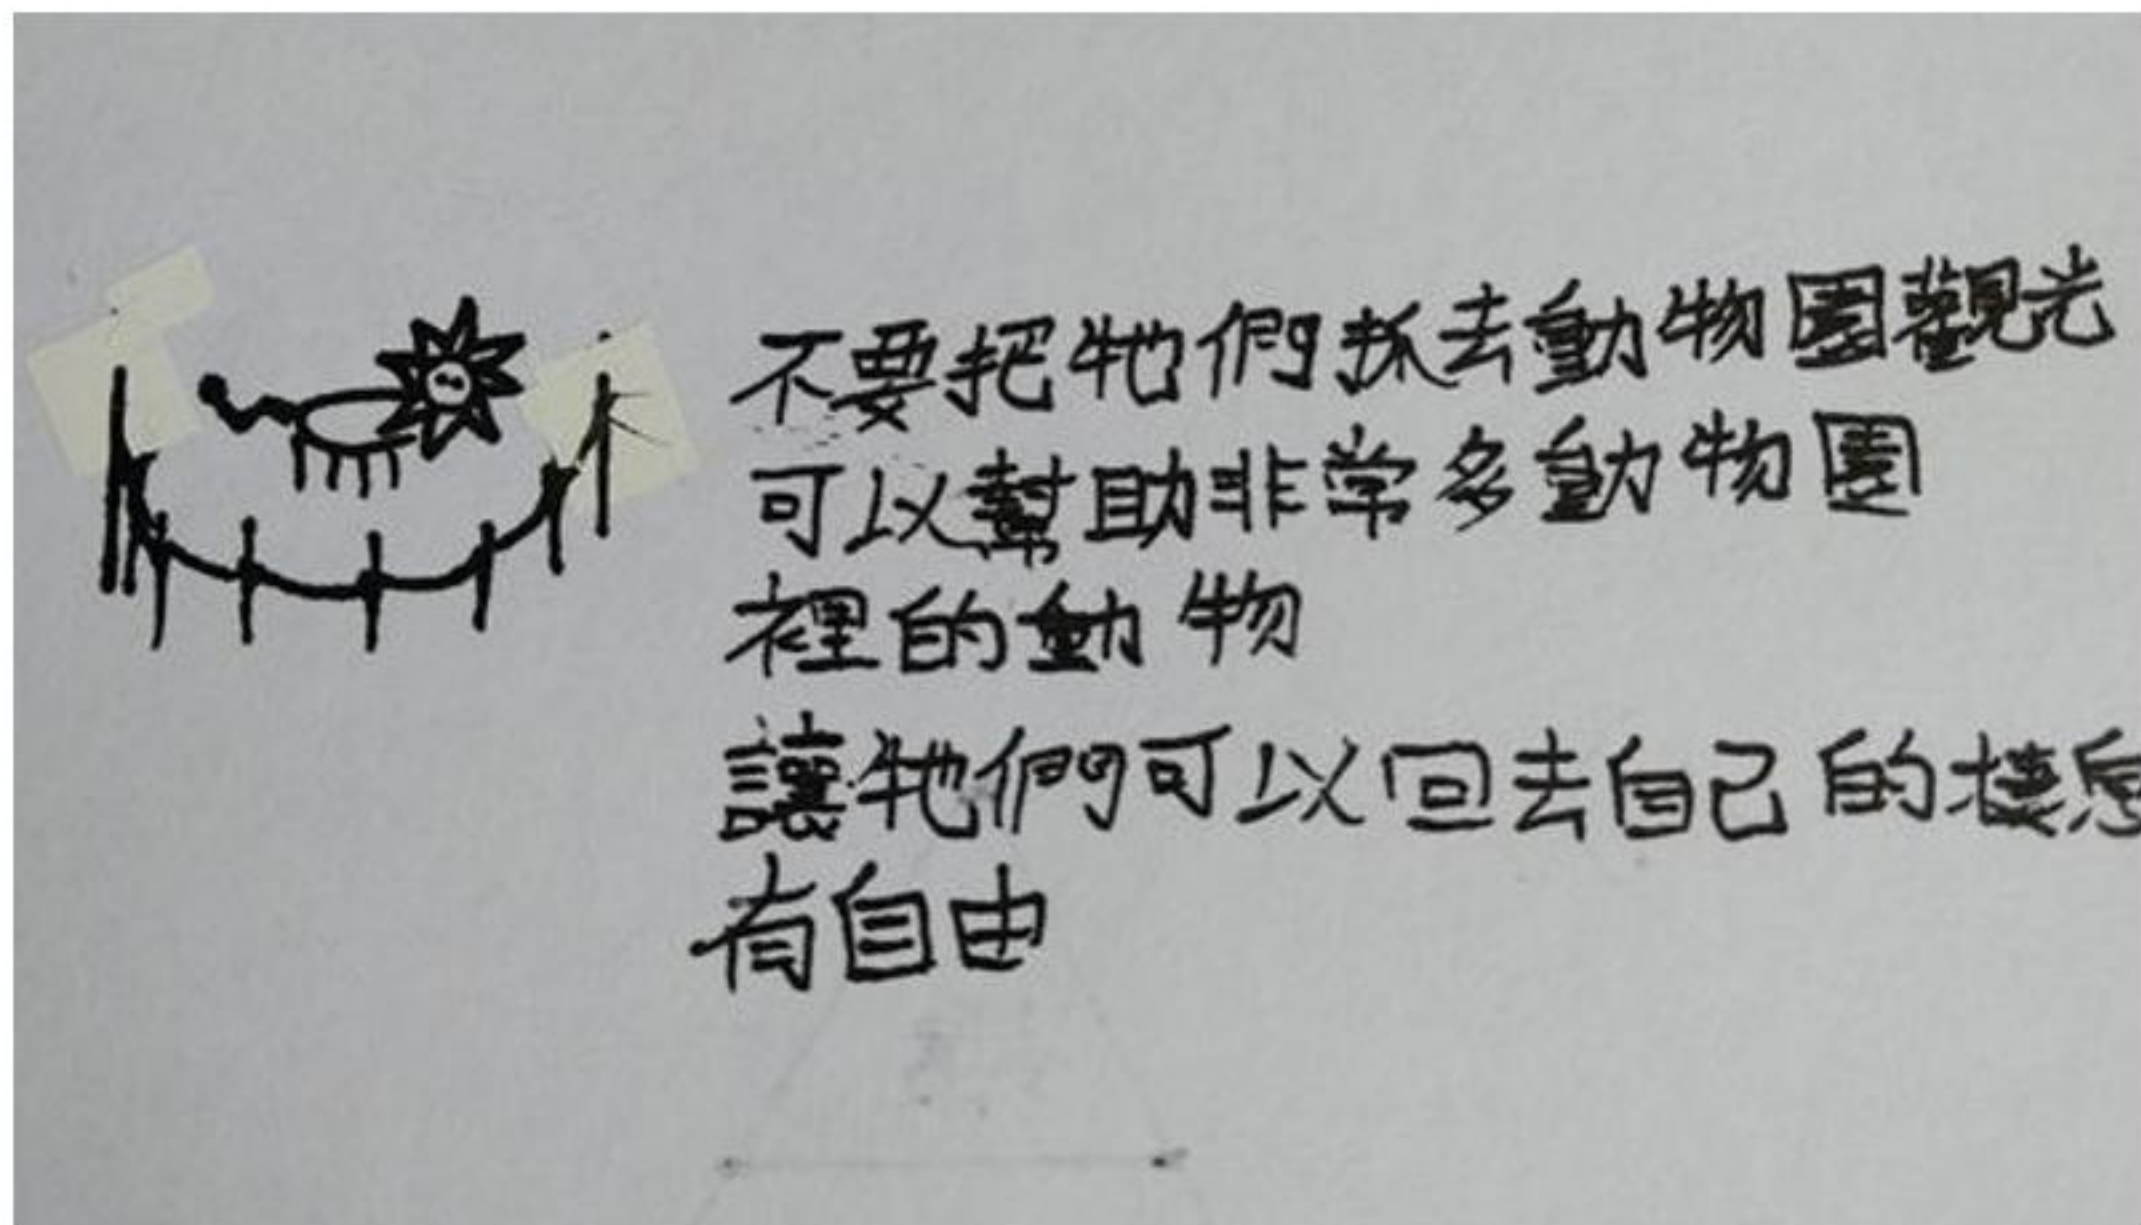 不要把牠們抓去動物園觀光
可以幫助非常多動物園
裡的動物
讓牠們可以回去自己的棲息
有自由